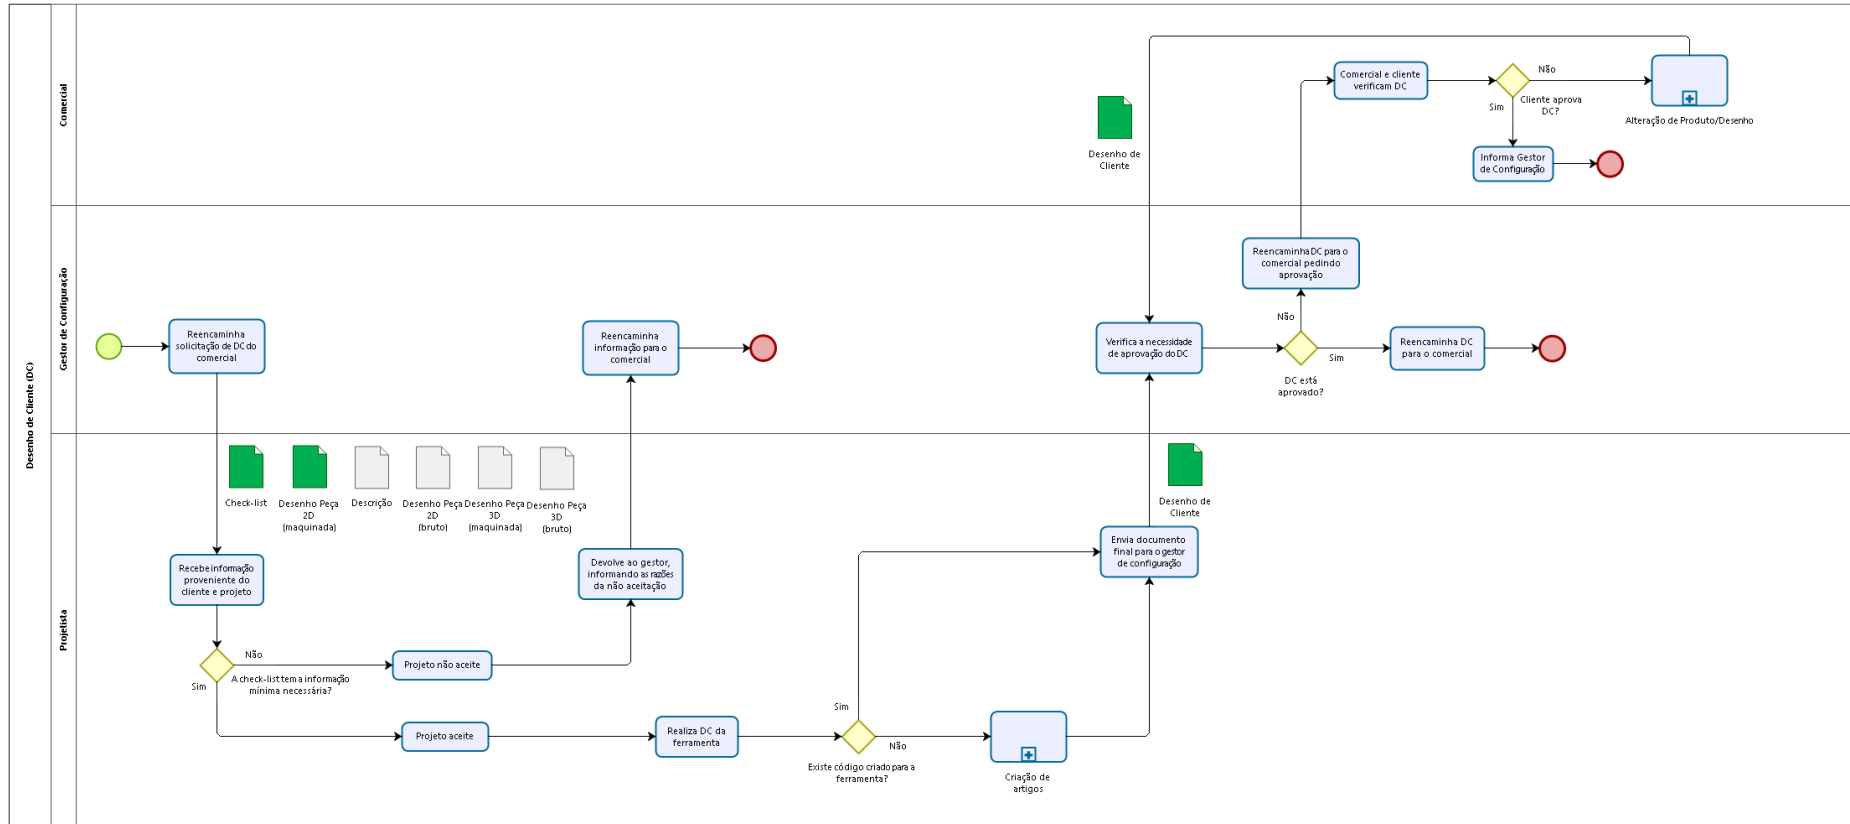 Desenho de Cliente (DC)
Comercial
Desenho de
Cliente
Comercial e cliente
verificam DC
Não
Sim
Cliente aprova
DC?
Alteração de Produto/Desenho
Informa Gestor
de Configuração
Gestor de Configuração
Reencaminha
solicitação de DC do
comercial
Reencaminha
informação para o
comercial
Reencaminha DC para o
comercial pedindo
aprovação
Não
Verifica a necessidade
de aprovação do DC
Sim
DC está
aprovado?
Reencaminha DC
para o comercial
Projetista
Check-list
Desenho Peça
2D
(maquinada)
Descrição
Desenho Peça
2D
(bruto)
Desenho Peça
3D
(maquinada)
Desenho Peça
3D
(bruto)
Desenho de
Cliente
Recebe informação
proveniente do
cliente e projeto
Devolve ao gestor,
informando as razões
da não aceitação
Envia documento
final para o gestor
de configuração
Não
Sim
A check-list tem a informação
mínima necessária?
Projeto não aceite
Projeto aceite
Realiza DC da
ferramenta
Sim
Não
Existe código criado para a
ferramenta?
Criação de
artigos